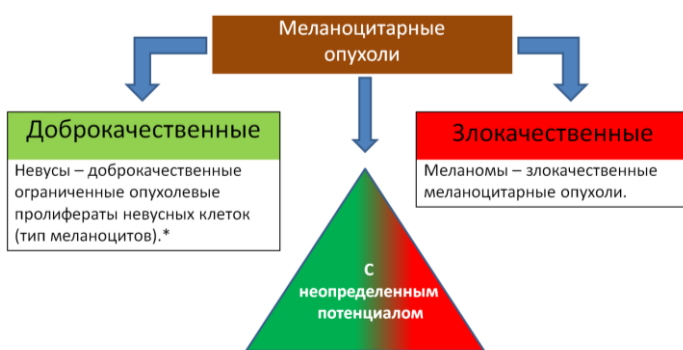 Меланоцитарные
опухоли
Доброкачественные
Невусы – доброкачественные
ограниченные опухолевые
пролифераты невусных клеток
(тип меланоцитов).*
Злокачественные
Меланомы – злокачественные
меланоцитарные опухоли.
С
неопределенным
потенциалом